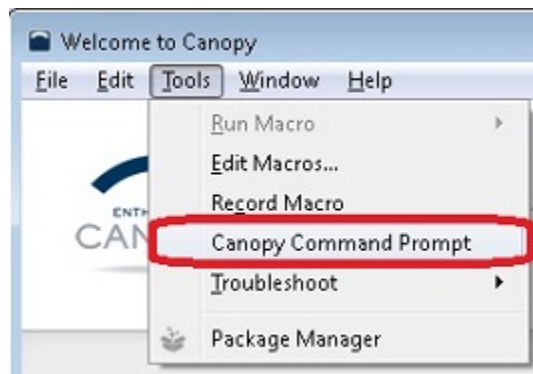 Welcome to Canopy
File Edit Tools Window Help
Run Macro
Edit Macros...
Record Macro
Canopy Command Prompt
Troubleshoot
Package Manager
ENTH
CAN